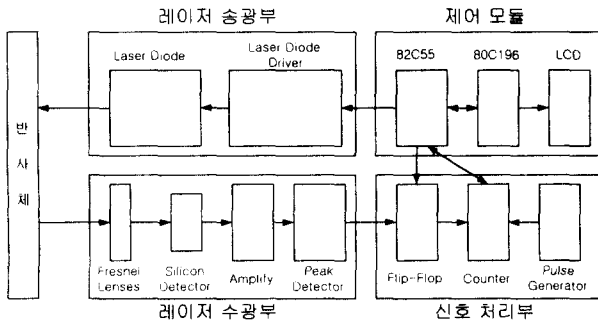 레이저 송광부
제어 모듈
Laser Diode
Laser Diode
Driver
82C55
80C196
LCD
반
사
체
Fresnel
Lenses
Silicon
Detector
Amplify
Peak
Detector
Flip-Flop
Counter
Pulse
Generator
레이저 수광부
신호 처리부